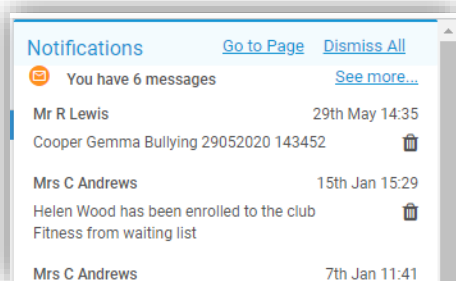 Notifications Go to Page Dismiss All
You have 6 messages See more...
Mr R Lewis 29th May 14:35
Cooper Gemma Bullying 29052020 143452
Mrs C Andrews 15th Jan 15:29
Helen Wood has been enrolled to the club
Fitness from waiting list
Mrs C Andrews 7th Jan 11:41